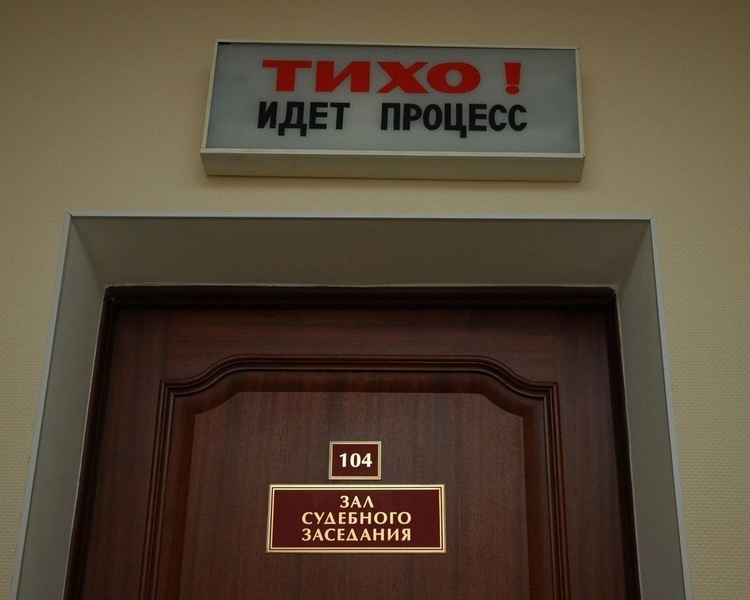 ТИХО !
ИДЕТ ПРОЦЕСС
104
ЗАЛ
СУДЕБНОГО
ЗАСЕДАНИЯ